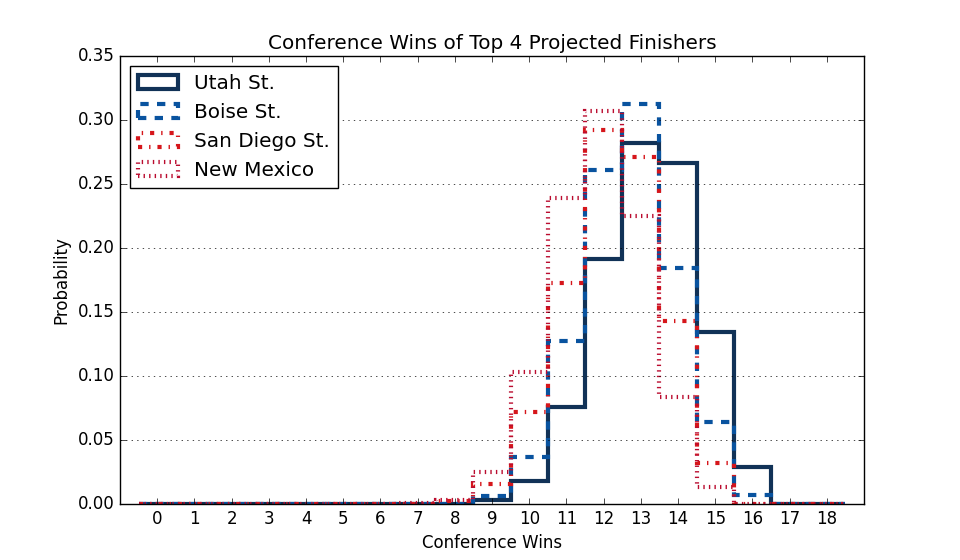 Conference Wins of Top 4 Projected Finishers
0.35
0.30
0.25
0.20
0.15
0.10
0.05
0.00
Probability
Utah St.
Boise St.
San Diego St.
New Mexico
0 1 2 3 4 5 6 7 8 9 10 11 12 13 14 15 16 17 18
Conference Wins